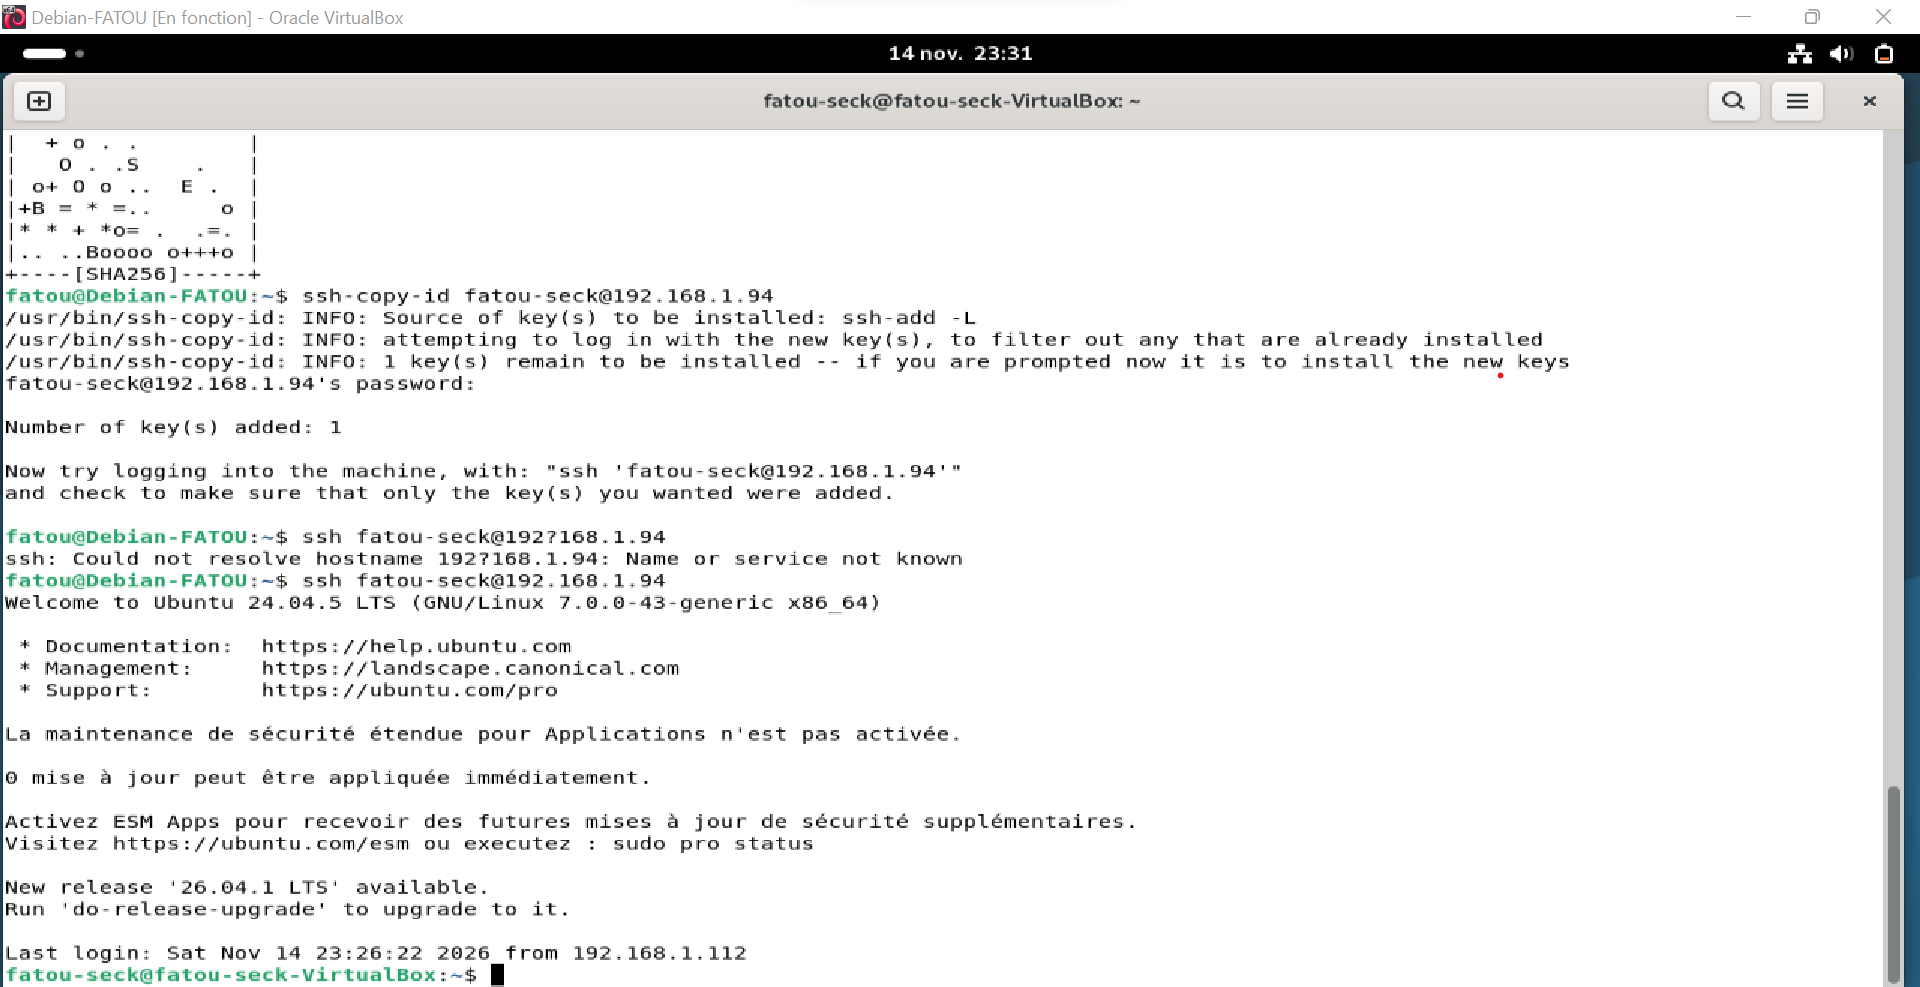 Debian-FATOU [En fonction] - Oracle VirtualBox
14 nov. 23:31
fatou-seck@fatou-seck-VirtualBox: ~
|  + o . .        |
|   O . .S    .   |
| o+ O o ..  E .  |
|+B = * =..     o |
|* * + *o= .  .=. |
|.. ..Boooo o+++o |
+----[SHA256]-----+
fatou@Debian-FATOU:~$ ssh-copy-id fatou-seck@192.168.1.94
/usr/bin/ssh-copy-id: INFO: Source of key(s) to be installed: ssh-add -L
/usr/bin/ssh-copy-id: INFO: attempting to log in with the new key(s), to filter out any that are already installed
/usr/bin/ssh-copy-id: INFO: 1 key(s) remain to be installed -- if you are prompted now it is to install the new keys
fatou-seck@192.168.1.94's password:
Number of key(s) added: 1
Now try logging into the machine, with: "ssh 'fatou-seck@192.168.1.94'"
and check to make sure that only the key(s) you wanted were added.
fatou@Debian-FATOU:~$ ssh fatou-seck@192?168.1.94
ssh: Could not resolve hostname 192?168.1.94: Name or service not known
fatou@Debian-FATOU:~$ ssh fatou-seck@192.168.1.94
Welcome to Ubuntu 24.04.5 LTS (GNU/Linux 7.0.0-43-generic x86_64)
* Documentation:  https://help.ubuntu.com
* Management:     https://landscape.canonical.com
* Support:        https://ubuntu.com/pro
La maintenance de sécurité étendue pour Applications n'est pas activée.
0 mise à jour peut être appliquée immédiatement.
Activez ESM Apps pour recevoir des futures mises à jour de sécurité supplémentaires.
Visitez https://ubuntu.com/esm ou executez : sudo pro status
New release '26.04.1 LTS' available.
Run 'do-release-upgrade' to upgrade to it.
Last login: Sat Nov 14 23:26:22 2026 from 192.168.1.112
fatou-seck@fatou-seck-VirtualBox:~$